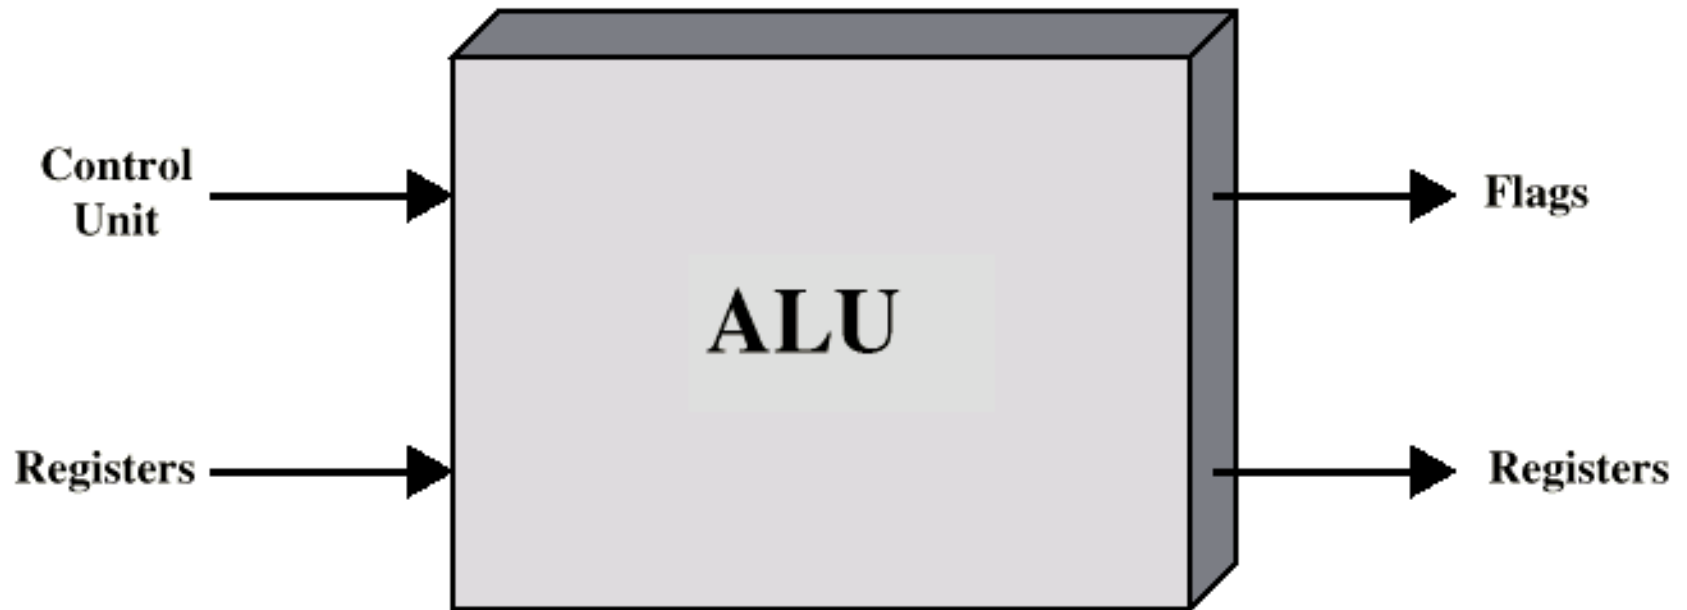 Control
Unit
Flags
ALU
Registers
Registers